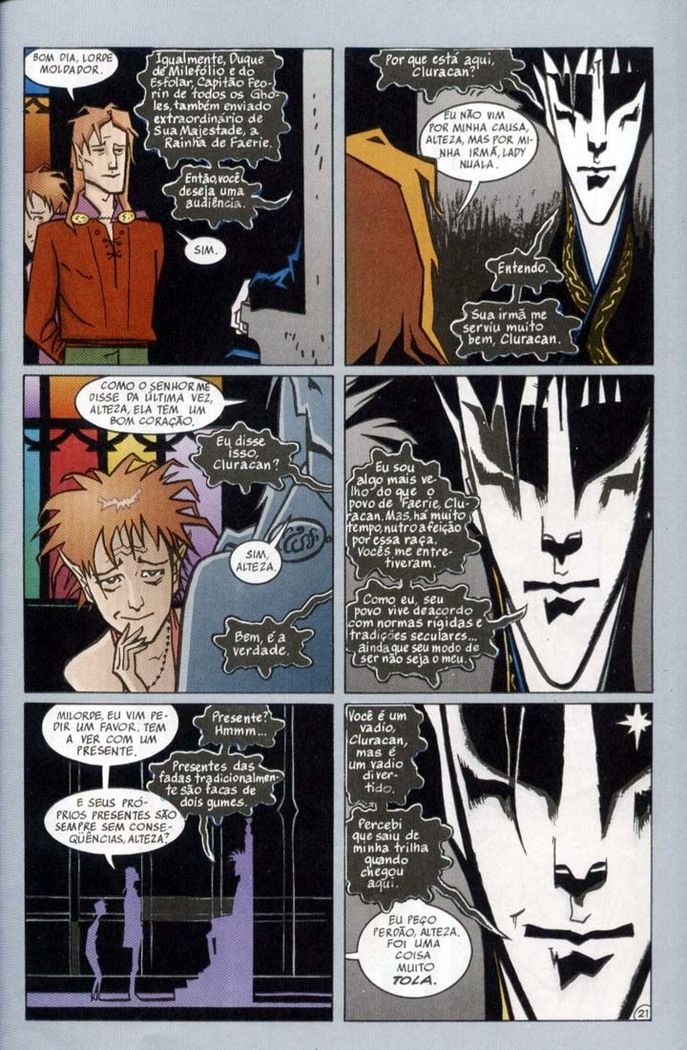 BOM DIA, LORDE
MOLDADOR.
Igualmente, Duque
de Milefólio e do
Esfolar, Capitão Feo-
rin de todos os Gho-
les, também enviado
extraordinário de
Sua Majestade, a
Rainha de Faerie.
Então, você
deseja uma
audiência.
SIM.
Por que está aqui,
Cluracan?
EU NÃO VIM
POR MINHA CAUSA,
ALTEZA, MAS POR MI-
NHA IRMÃ, LADY
NUALA.
Entendo.
Sua irmã me
serviu muito
bem, Cluracan.
COMO O SENHOR ME
DISSE DA ÚLTIMA VEZ,
ALTEZA, ELA TEM UM
BOM CORAÇÃO.
Eu disse
isso,
Cluracan?
SIM,
ALTEZA.
Bem, é a
verdade.
Eu sou
algo mais ve-
lho do que o
povo de Faerie, Clu-
racan. Mas, há muito
tempo, nutro afeição
por essa raça.
Vocês me entre-
tiveram.
Como eu, seu
povo vive de acordo
com normas rígidas e
tradições seculares...
ainda que seu modo de
ser não seja o meu.
MILORDE, EU VIM PE-
DIR UM FAVOR. TEM
A VER COM UM
PRESENTE.
Presente?
Hmmm...
Presentes das
fadas tradicionalmen-
te são facas de
dois gumes.
E SEUS PRÓ-
PRIOS PRESENTES SÃO
SEMPRE SEM CONSE-
QÜÊNCIAS, ALTEZA?
Você é um
vadio,
Cluracan,
mas é
um vadio
diver-
tido.
Percebi
que saiu de
minha trilha
quando
chegou
aqui.
EU PEÇO
PERDÃO, ALTEZA.
FOI UMA
COISA
MUITO
TOLA.
21